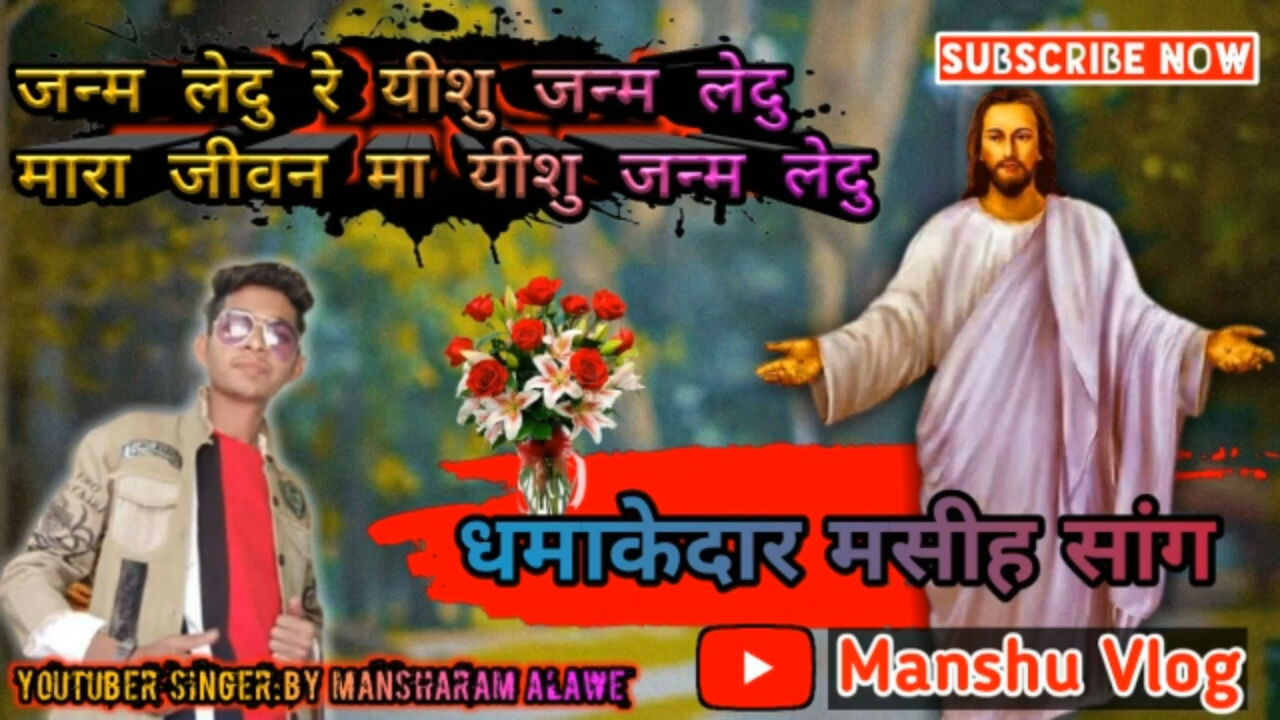 SUBSCRIBE NOW
जन्म लेदु रे यीशु जन्म लेदु
मारा जीवन मा यीशु जन्म लेदु
धमाकेदार मसीह सांग
Manshu Vlog
YOUTUBER SINGER.BY MANSHARAM ALAWE